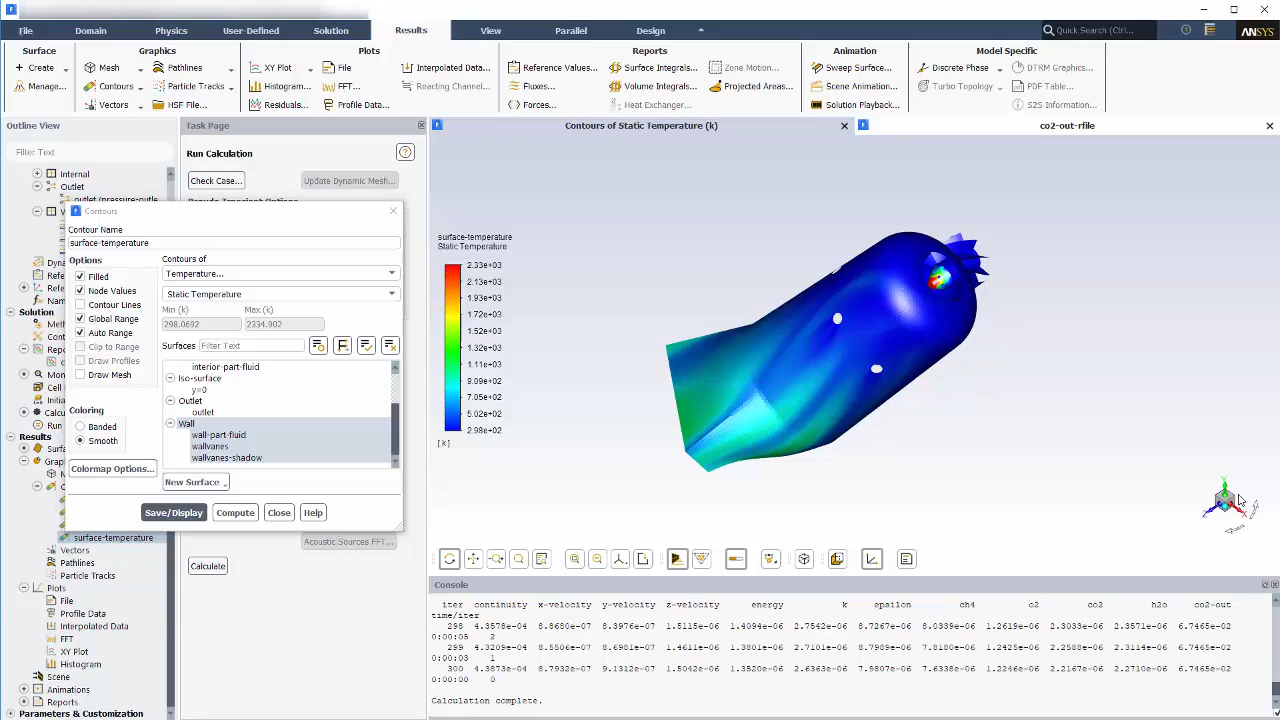 File Domain Physics User-Defined Solution Results View Parallel Design Quick Search (Ctrl... ANSYS
Surface Graphics Plots Reports Animation Model Specific
Create Mesh Pathlines XY Plot File Interpolated Data... Reference Values... Surface Integrals... Zone Motion... Sweep Surface... Discrete Phase DTRM Graphics...
Manage... Contours Particle Tracks Histogram... FFT... Reacting Channel... Fluxes... Volume Integrals... Projected Areas... Scene Animation... Turbo Topology PDF Table...
Vectors HSF File... Residuals... Profile Data... Forces... Heat Exchanger... Solution Playback... S2S Information...
Outline View
Filter Text
Internal
Outlet
outlet (pressure-outle
Solution
Results
surface-temperature
Vectors
Pathlines
Particle Tracks
Plots
File
Profile Data
Interpolated Data
FFT
XY Plot
Histogram
Scene
Animations
Reports
Parameters & Customization
Task Page
Run Calculation
Check Case... Update Dynamic Mesh...
Pseudo Transient Options
Acoustic Sources FFT...
Calculate
Contours
Contour Name
surface-temperature
Options
Filled
Node Values
Contour Lines
Global Range
Auto Range
Clip to Range
Draw Profiles
Draw Mesh
Coloring
Banded
Smooth
Colormap Options...
Contours of
Temperature...
Static Temperature
Min (k) Max (k)
298.0692 2334.902
Surfaces Filter Text
interior-part-fluid
Iso-surface
y=0
Outlet
outlet
Wall
wall-part-fluid
wallvanes
wallvanes-shadow
New Surface
Save/Display Compute Close Help
Contours of Static Temperature (k) co2-out-rfile
surface-temperature
Static Temperature
2.33e+03
2.13e+03
1.92e+03
1.72e+03
1.52e+03
1.32e+03
1.11e+03
9.09e+02
7.05e+02
5.02e+02
2.98e+02
[k]
Y
Console
iter continuity x-velocity y-velocity z-velocity energy k epsilon ch4 o2 co2 h2o co2-out
time/iter
298 4.3578e-04 8.8680e-07 8.3976e-07 1.5115e-06 1.4094e-06 2.7542e-06 8.7267e-06 8.0339e-06 1.2619e-06 2.3033e-06 2.3571e-06 6.7465e-02
0:00:05 2
299 4.3209e-04 8.5506e-07 8.6981e-07 1.4611e-06 1.3801e-06 2.7101e-06 8.7989e-06 7.8180e-06 1.2425e-06 2.2588e-06 2.3114e-06 6.7465e-02
0:00:03 1
300 4.3873e-04 8.7932e-07 9.1312e-07 1.5042e-06 1.3520e-06 2.6363e-06 7.9807e-06 7.6338e-06 1.2246e-06 2.2167e-06 2.2710e-06 6.7465e-02
0:00:00 0
Calculation complete.